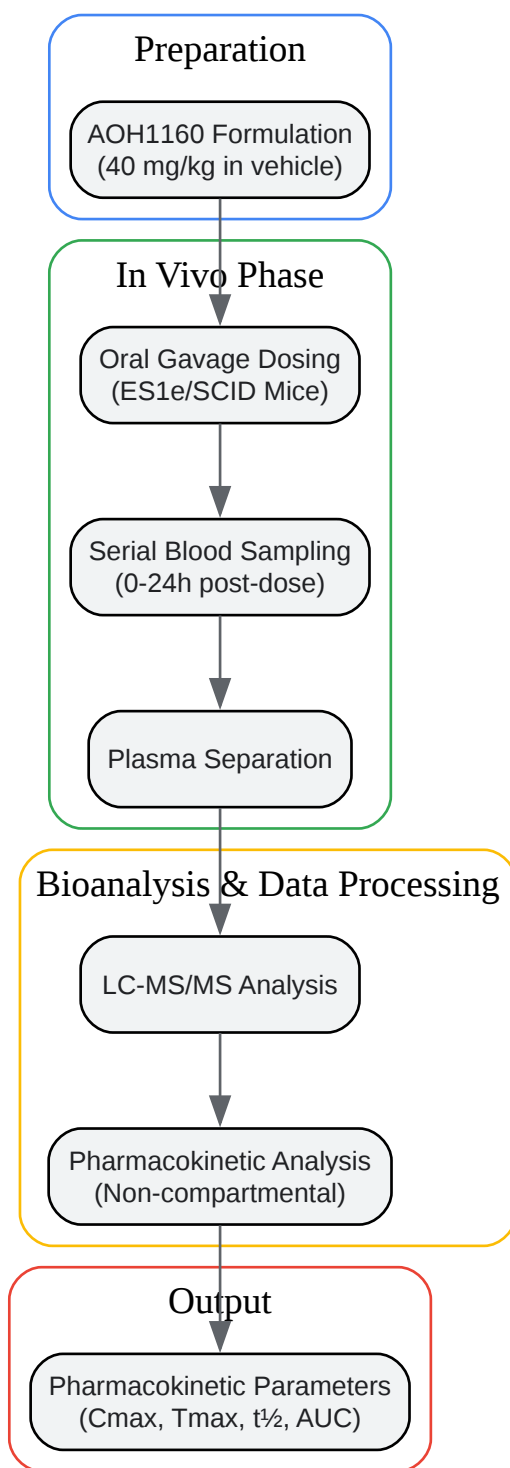 Preparation
AOH1160 Formulation
(40 mg/kg in vehicle)
In Vivo Phase
Oral Gavage Dosing
(ES1e/SCID Mice)
Serial Blood Sampling
(0-24h post-dose)
Plasma Separation
Bioanalysis & Data Processing
LC-MS/MS Analysis
Pharmacokinetic Analysis
(Non-compartmental)
Output
Pharmacokinetic Parameters
(Cmax, Tmax, t½, AUC)